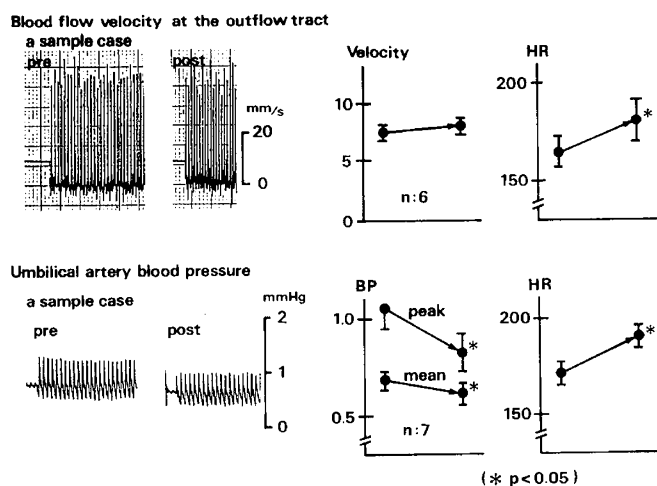 Blood flow velocity at the outflow tract
a sample case
pre
post
mm/s
20
0
Velocity
10
5
0
n:6
HR
200
150
*
Umbilical artery blood pressure
a sample case
pre
post
mmHg
2
1
0
BP
1.0
0.5
peak
*
mean
*
n:7
HR
200
150
*
(* p<0.05)